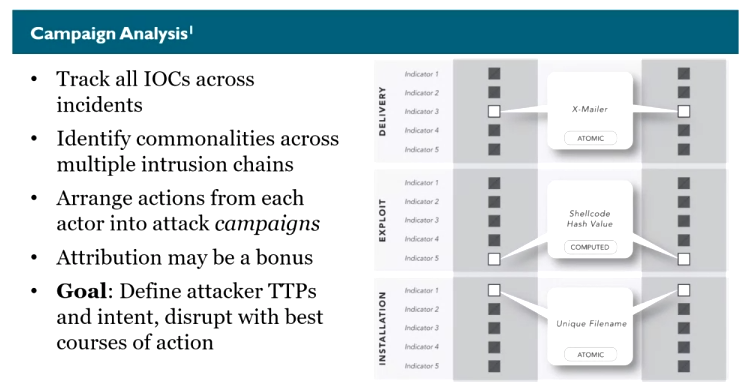 Campaign Analysis¹
• Track all IOCs across
incidents
• Identify commonalities across
multiple intrusion chains
• Arrange actions from each
actor into attack campaigns
• Attribution may be a bonus
• Goal: Define attacker TTPs
and intent, disrupt with best
courses of action
DELIVERY
Indicator 1
Indicator 2
Indicator 3
Indicator 4
Indicator 5
X-Mailer
ATOMIC
EXPLOIT
Indicator 1
Indicator 2
Indicator 3
Indicator 4
Indicator 5
Shellcode
Hash Value
COMPUTED
INSTALLATION
Indicator 1
Indicator 2
Indicator 3
Indicator 4
Indicator 5
Unique Filename
ATOMIC